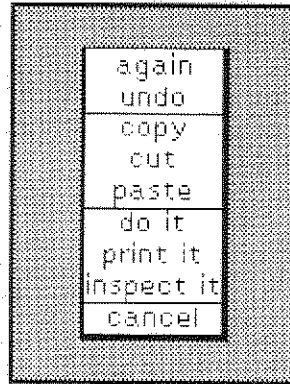 again
undo
copy
cut
paste
do it
print it
inspect it
cancel